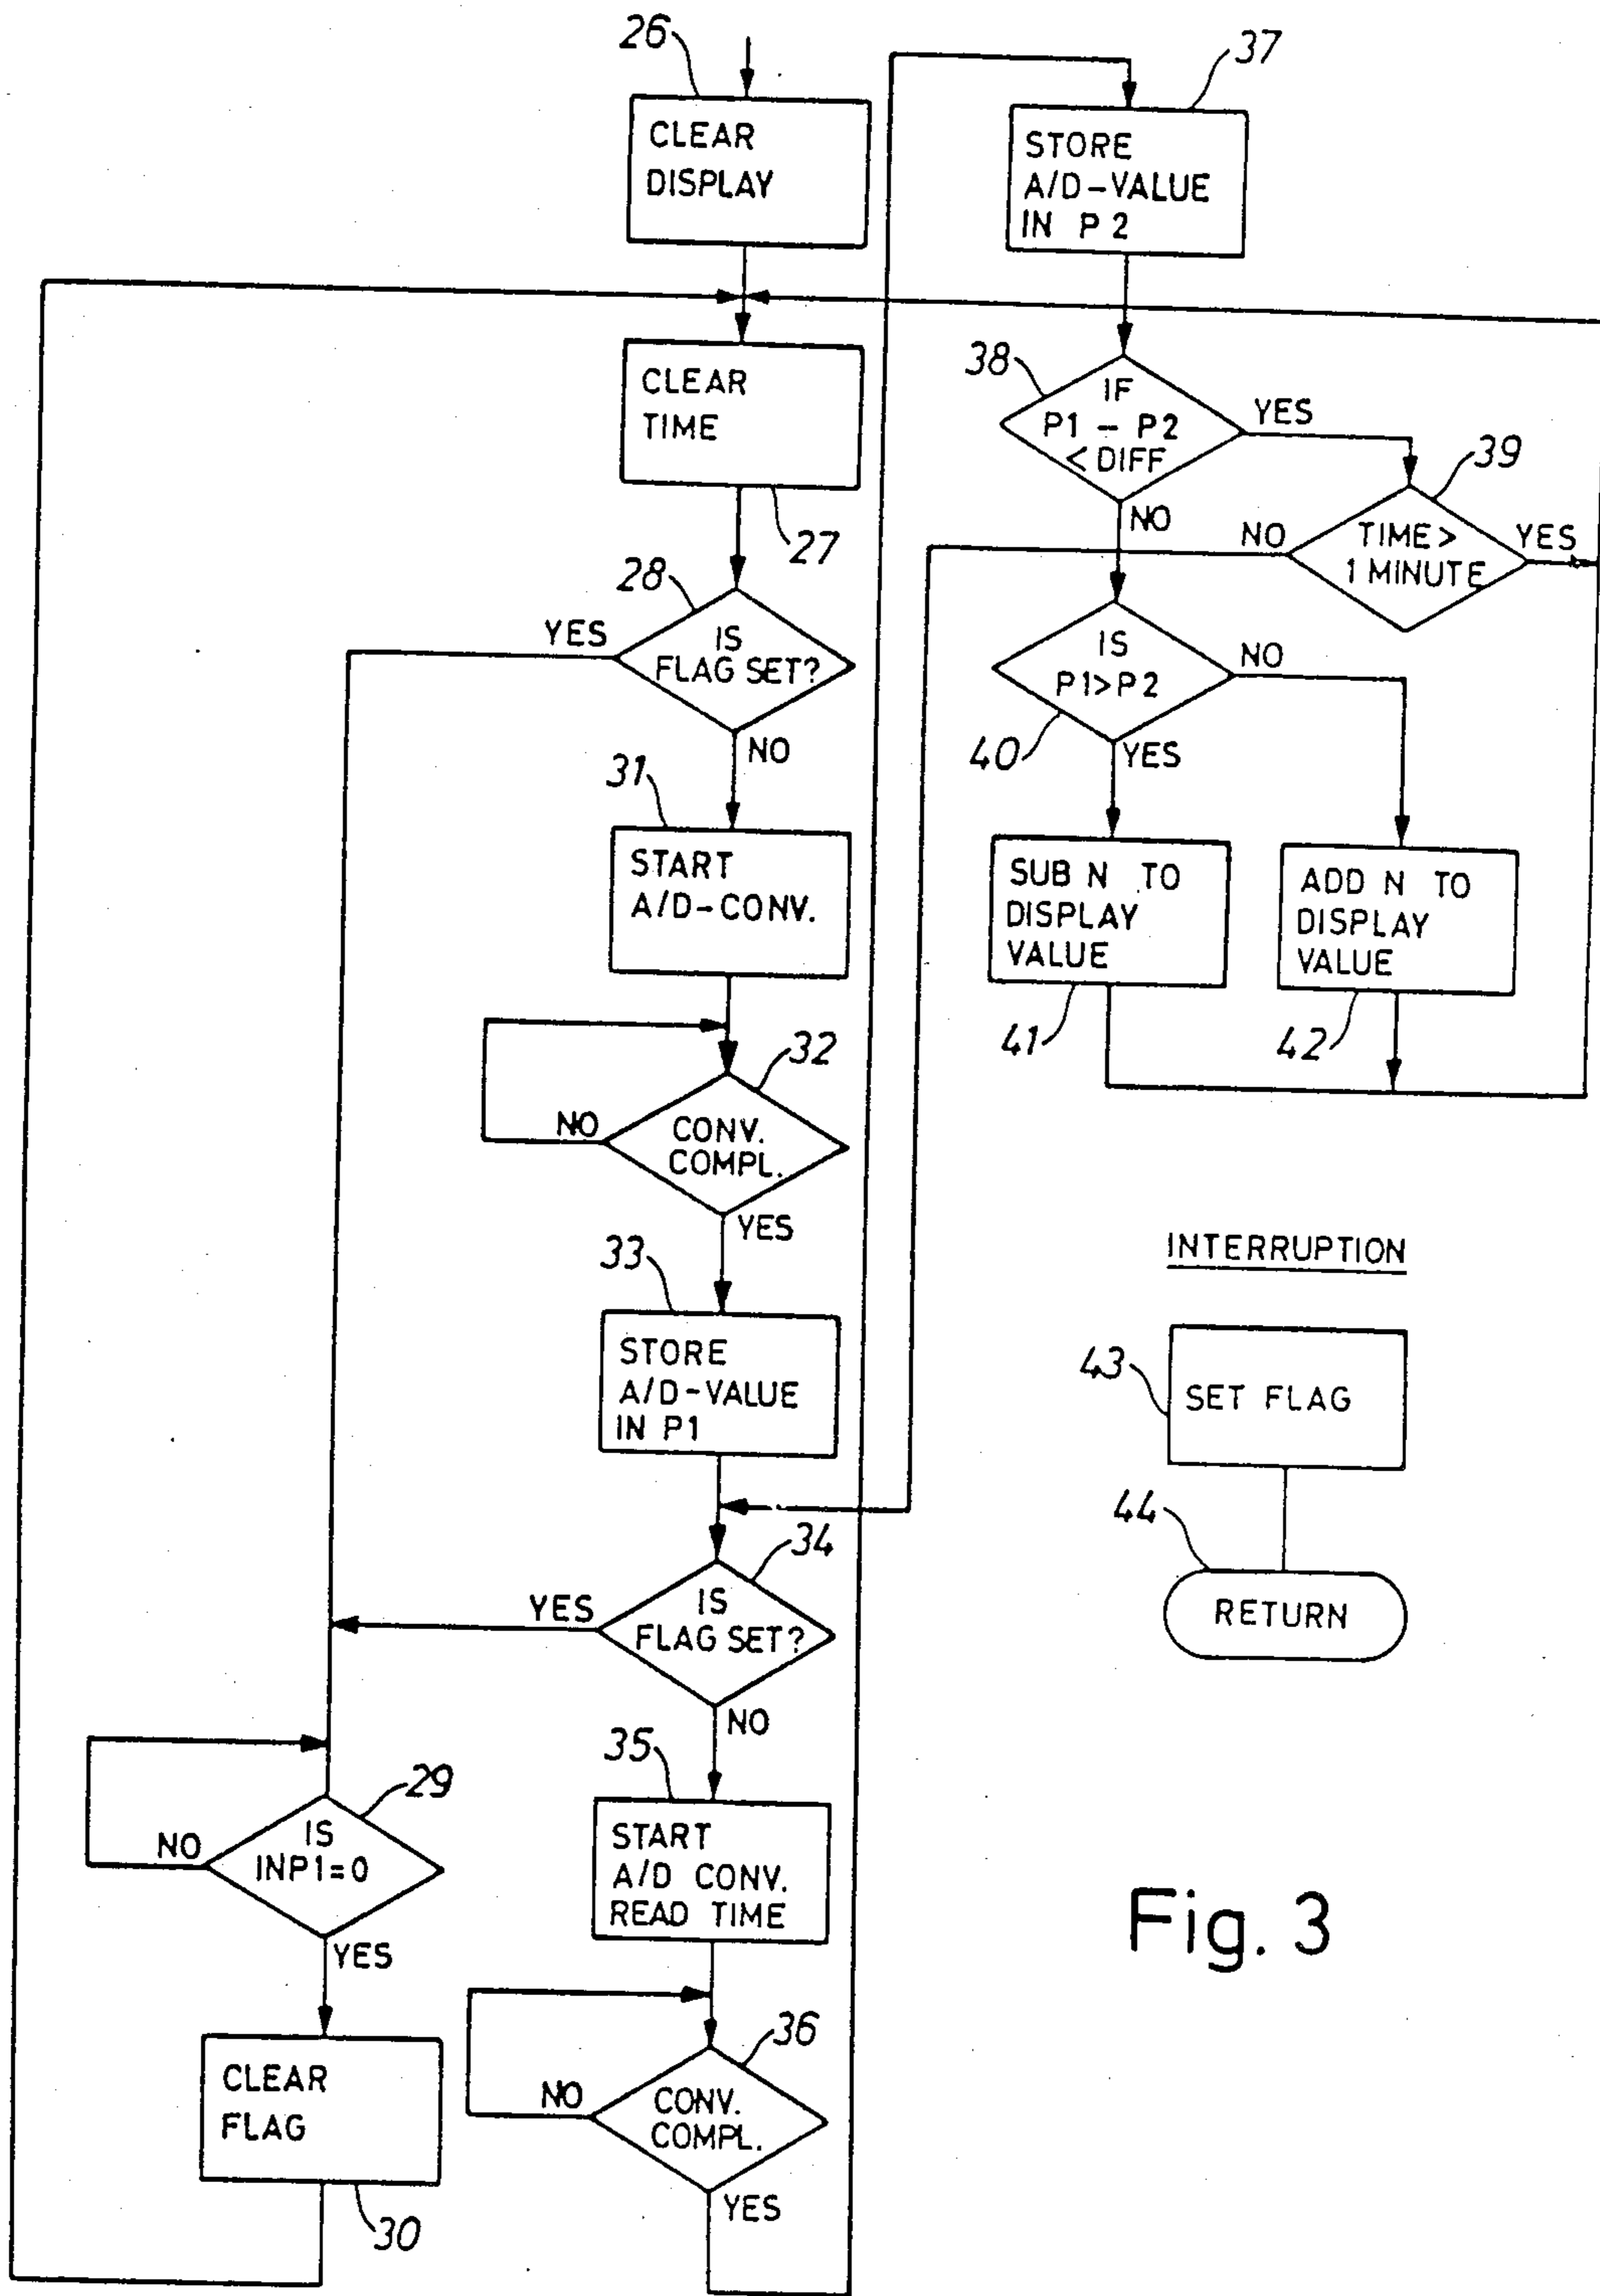 26
CLEAR
DISPLAY
CLEAR
TIME
27
28
YES
IS
FLAG SET?
NO
31
START
A/D-CONV.
32
NO
CONV.
COMPL.
YES
33
STORE
A/D-VALUE
IN P1
34
YES
IS
FLAG SET?
NO
29
NO
IS
INP1=0
YES
CLEAR
FLAG
30
35
START
A/D CONV.
READ TIME
36
NO
CONV.
COMPL.
YES
37
STORE
A/D-VALUE
IN P2
38
IF
P1 - P2
< DIFF
YES
NO
39
NO
TIME >
1 MINUTE
YES
IS
P1>P2
NO
40
YES
SUB N TO
DISPLAY
VALUE
41
ADD N TO
DISPLAY
VALUE
42
INTERRUPTION
43
SET FLAG
44
RETURN
Fig. 3